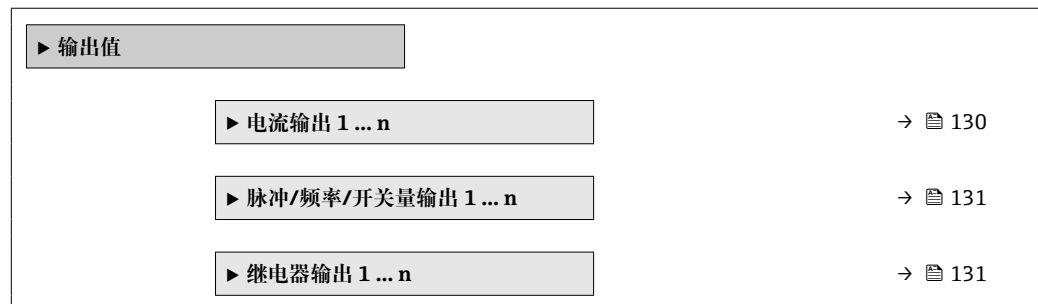 ▶ 输出值
▶ 电流输出 1 ... n → 130
▶ 脉冲/频率/开关量输出 1 ... n → 131
▶ 继电器输出 1 ... n → 131